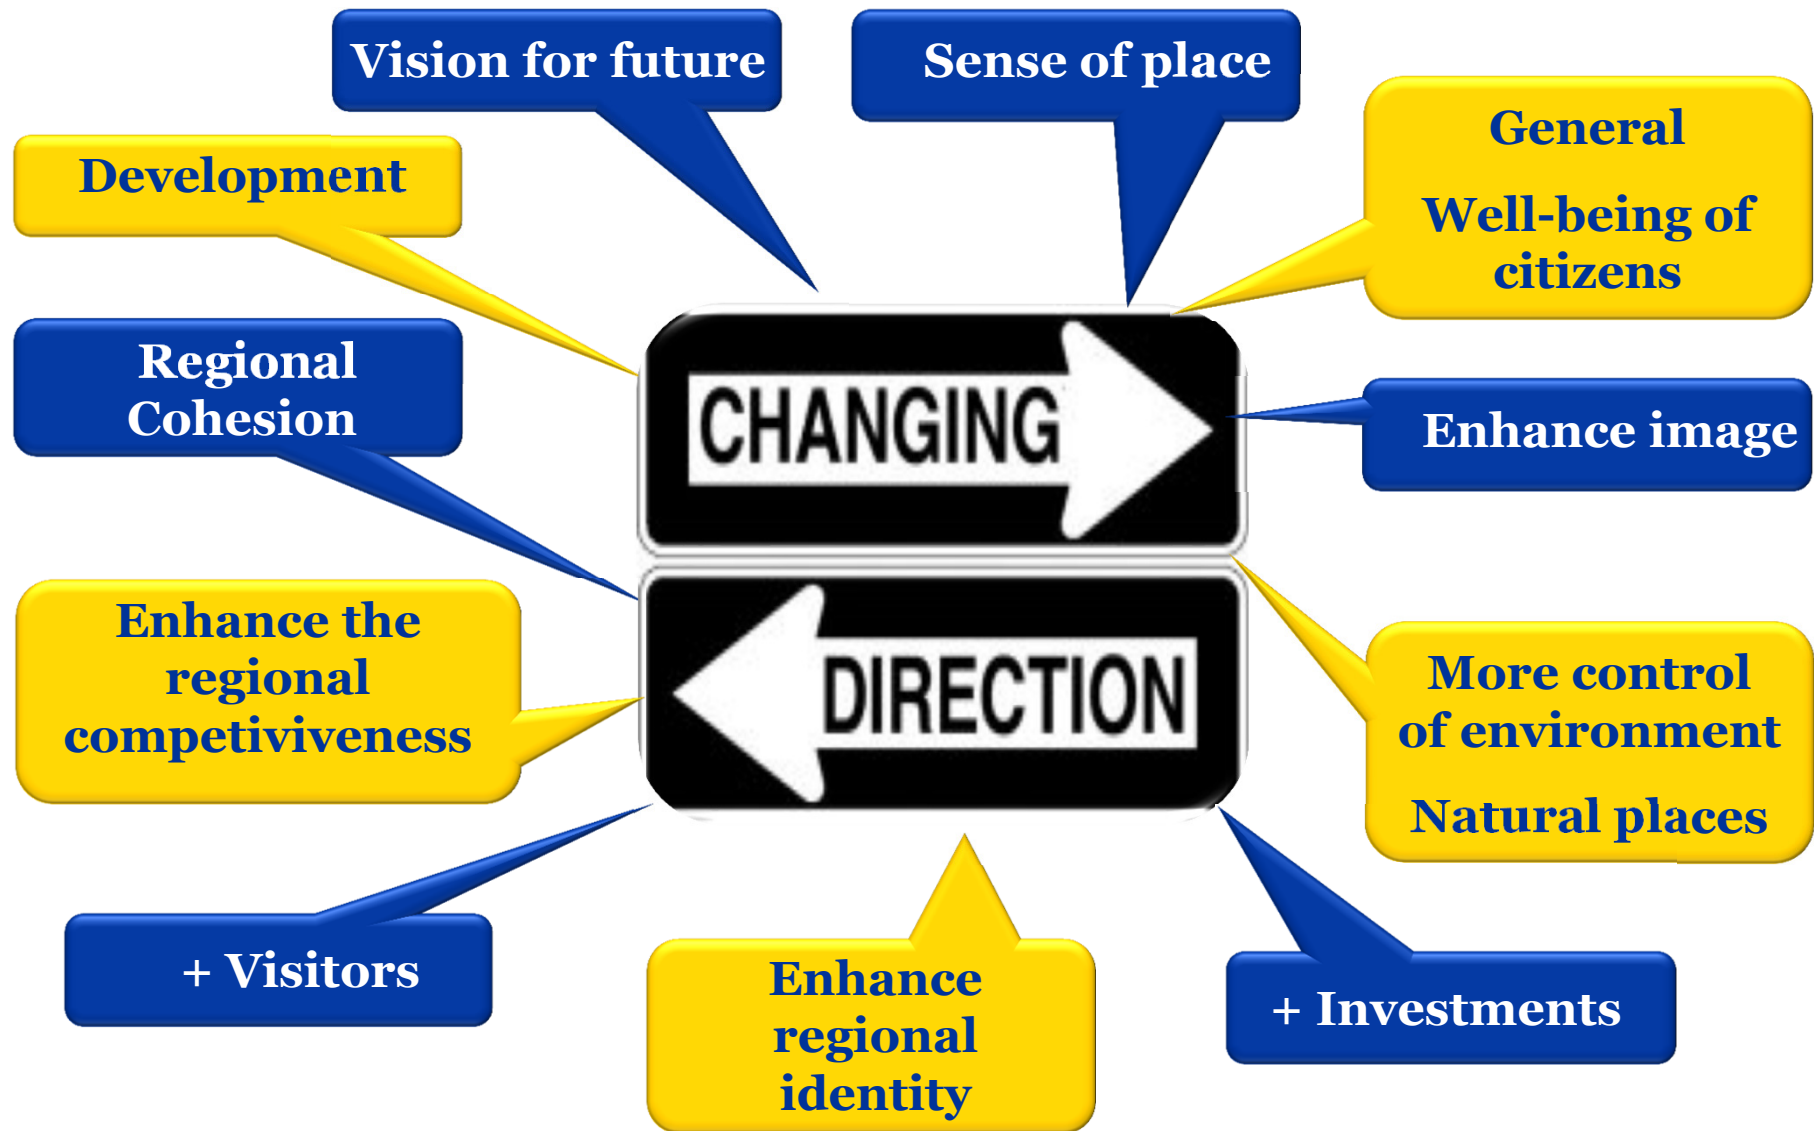 Vision for future
Sense of place
General
Well-being of
citizens
Development
Regional
Cohesion
CHANGING
Enhance image
Enhance the
regional
competiviveness
DIRECTION
More control
of environment
Natural places
+ Visitors
Enhance
regional
identity
+ Investments